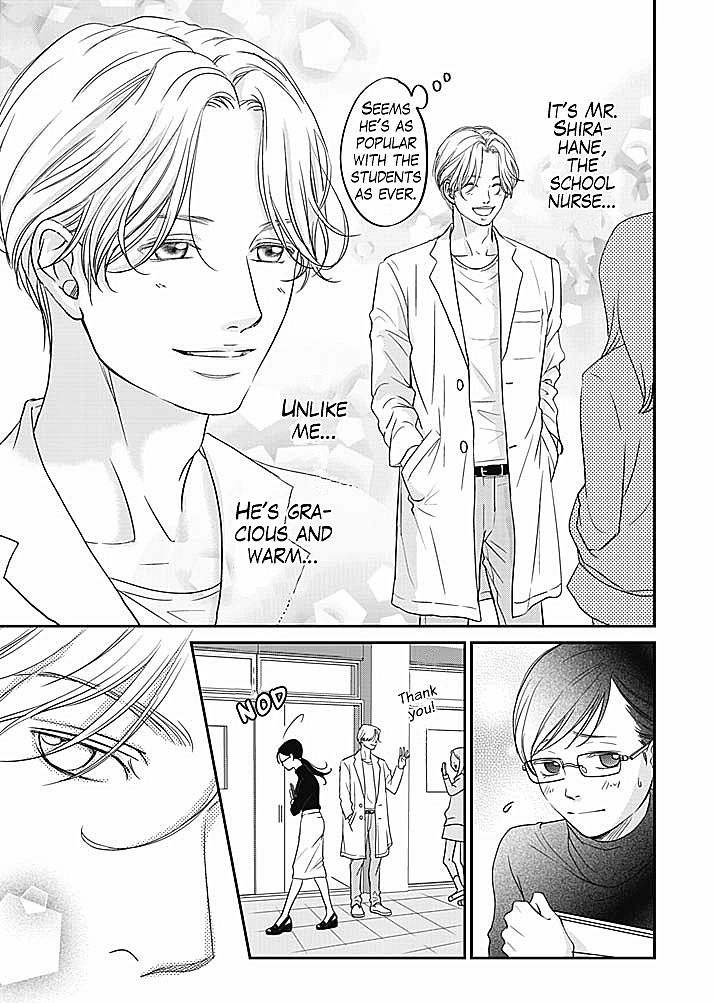 IT'S MR.
SHIRA-
HANE,
THE
SCHOOL
NURSE...
SEEMS
HE'S AS
POPULAR
WITH THE
STUDENTS
AS EVER.
UNLIKE
ME...
HE'S GRA-
CIOUS AND
WARM...
Thank
you!
NOD